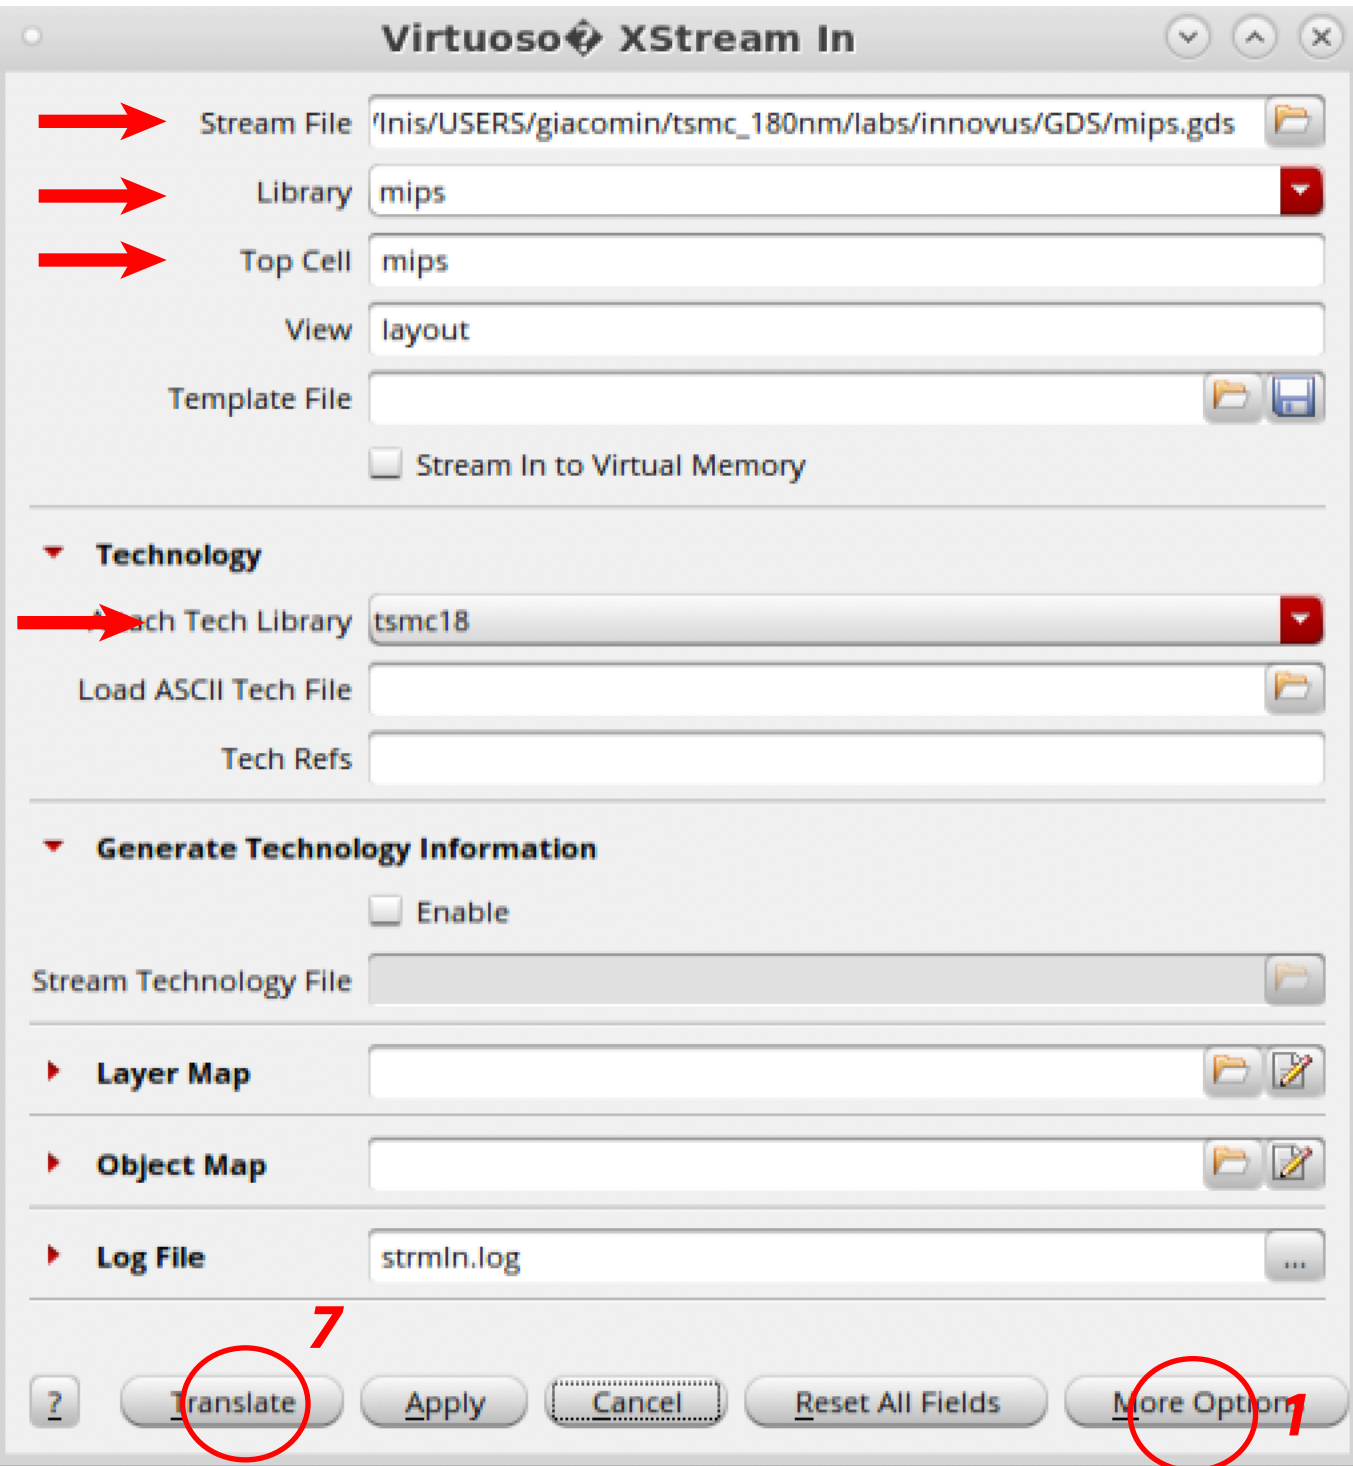 Virtuoso� XStream In
Stream File /lnis/USERS/giacomin/tsmc_180nm/labs/innovus/GDS/mips.gds
Library mips
Top Cell mips
View layout
Template File
Stream In to Virtual Memory
Technology
Attach Tech Library tsmc18
Load ASCII Tech File
Tech Refs
Generate Technology Information
Enable
Stream Technology File
Layer Map
Object Map
Log File strmIn.log
7
? Translate Apply Cancel Reset All Fields More Options 1